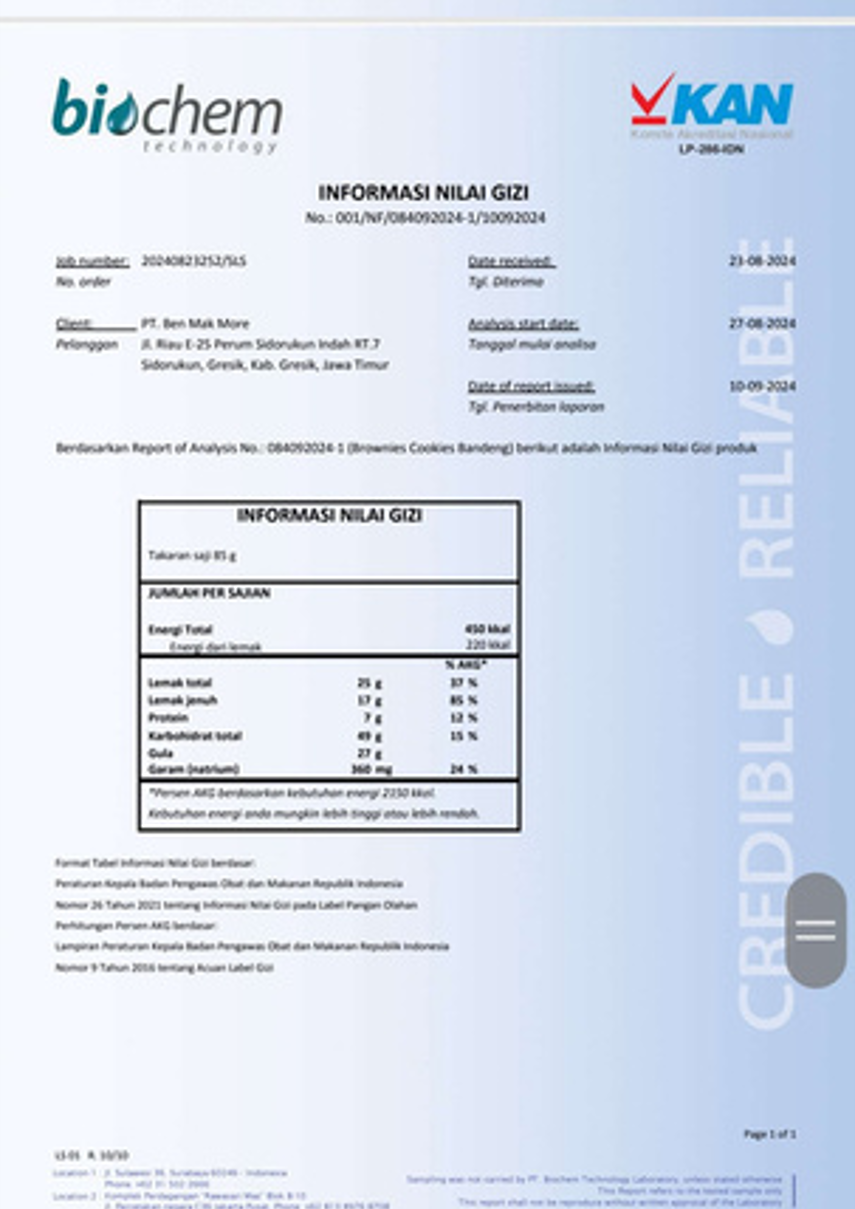 biochem
technology
KAN
Komite Akreditasi Nasional
LP-286-IDN
INFORMASI NILAI GIZI
No.: 001/NF/084092024-1/10092024
Job number: 20240823252/SLS
No. order
Date received: 23-08-2024
Tgl. Diterima
Client: PT. Ben Mak More
Pelanggan Jl. Riau E-25 Perum Sidorukun Indah RT.7
Sidorukun, Gresik, Kab. Gresik, Jawa Timur
Analysis start date: 27-08-2024
Tanggal mulai analisa
Date of report issued: 10-09-2024
Tgl. Penerbitan laporan
Berdasarkan Report of Analysis No.: 084092024-1 (Brownies Cookies Bandeng) berikut adalah Informasi Nilai Gizi produk
INFORMASI NILAI GIZI
Takaran saji 85 g
JUMLAH PER SAJIAN
Energi Total 450 kkal
Energi dari lemak 220 kkal
% AKG*
Lemak total 25 g 37 %
Lemak jenuh 17 g 85 %
Protein 7 g 12 %
Karbohidrat total 49 g 15 %
Gula 27 g
Garam (natrium) 360 mg 24 %
*Persen AKG berdasarkan kebutuhan energi 2150 kkal.
Kebutuhan energi anda mungkin lebih tinggi atau lebih rendah.
Format Tabel Informasi Nilai Gizi berdasar:
Peraturan Kepala Badan Pengawas Obat dan Makanan Republik Indonesia
Nomor 26 Tahun 2021 tentang Informasi Nilai Gizi pada Label Pangan Olahan
Perhitungan Persen AKG berdasar:
Lampiran Peraturan Kepala Badan Pengawas Obat dan Makanan Republik Indonesia
Nomor 9 Tahun 2016 tentang Acuan Label Gizi
CREDIBLE RELIABLE
Page 1 of 1
LS-01 R. 10/10
Location 1 : Jl. Sulawesi 36, Surabaya 60246 - Indonesia
Phone. +62 31 502
Location 2 : Komplek Perdagangan "Rawasari Mas" Blok B-10
Jl. Percetakan negara Jakarta Pusat. Phone.
Sampling was not carried by PT. Biochem Technology Laboratory, unless stated otherwise
This Report refers to the tested sample only
This report shall not be reproduce without written approval of the Laboratory